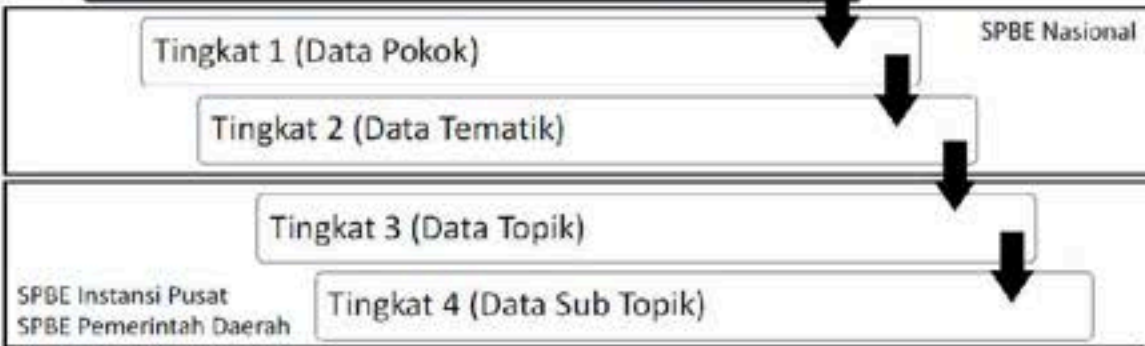 SPBE Nasional
Tingkat 1 (Data Pokok)
Tingkat 2 (Data Tematik)
Tingkat 3 (Data Topik)
SPBE Instansi Pusat
SPBE Pemerintah Daerah
Tingkat 4 (Data Sub Topik)